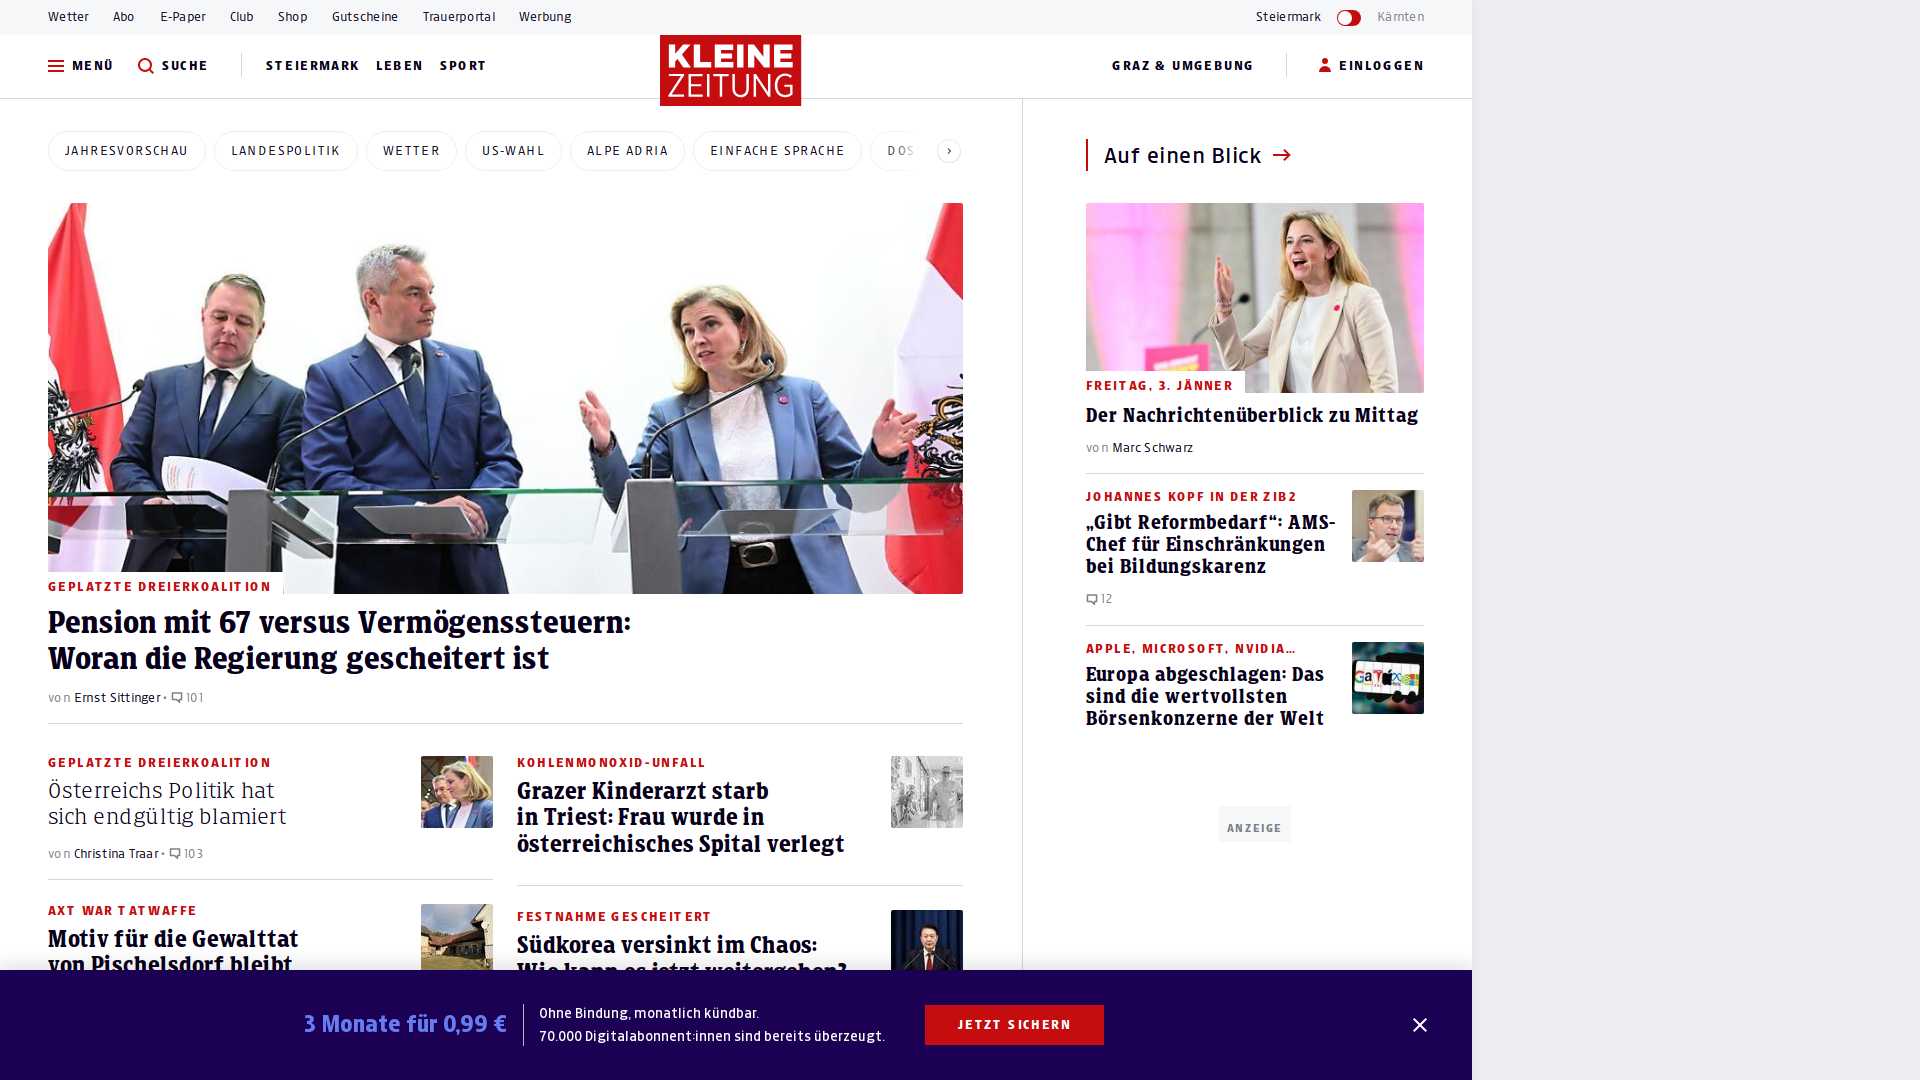 Wetter Abo E-Paper Club Shop Gutscheine Trauerportal Werbung Steiermark Kärnten
MENÜ SUCHE STEIERMARK LEBEN SPORT KLEINE ZEITUNG GRAZ & UMGEBUNG EINLOGGEN
JAHRESVORSCHAU LANDESPOLITIK WETTER US-WAHL ALPE ADRIA EINFACHE SPRACHE DOS
GEPLATZTE DREIERKOALITION
Pension mit 67 versus Vermögenssteuern:
Woran die Regierung gescheitert ist
von Ernst Sittinger • 101
GEPLATZTE DREIERKOALITION
Österreichs Politik hat
sich endgültig blamiert
von Christina Traar • 103
AXT WAR TATWAFFE
Motiv für die Gewalttat
von Pischelsdorf bleibt
KOHLENMONOXID-UNFALL
Grazer Kinderarzt starb
in Triest: Frau wurde in
österreichisches Spital verlegt
FESTNAHME GESCHEITERT
Südkorea versinkt im Chaos:
Wie kann es jetzt weitergehen?
Auf einen Blick
FREITAG, 3. JÄNNER
Der Nachrichtenüberblick zu Mittag
von Marc Schwarz
JOHANNES KOPF IN DER ZIB2
„Gibt Reformbedarf“: AMS-
Chef für Einschränkungen
bei Bildungskarenz
12
APPLE, MICROSOFT, NVIDIA…
Europa abgeschlagen: Das
sind die wertvollsten
Börsenkonzerne der Welt
ANZEIGE
3 Monate für 0,99 €
Ohne Bindung, monatlich kündbar.
70.000 Digitalabonnent:innen sind bereits überzeugt.
JETZT SICHERN